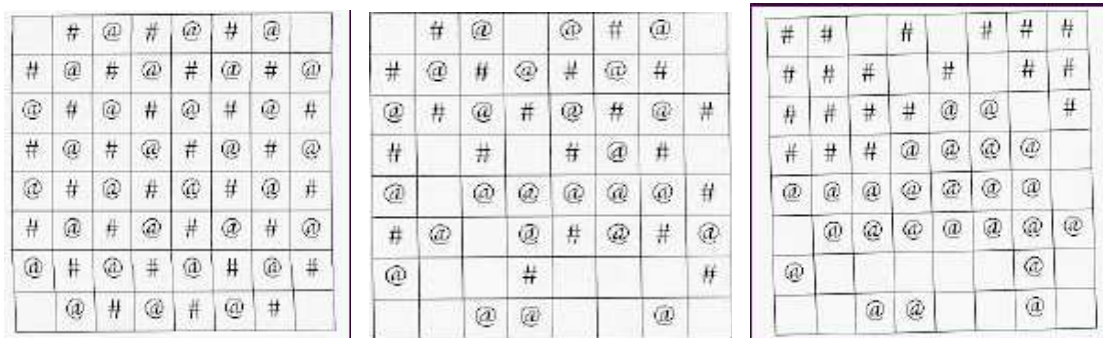 # @ # @ # @
# @ # @ # @ # @
@ # @ # @ # @ #
# @ # @ # @ # @
@ # @ # @ # @ #
# @ # @ # @ # @
@ # @ # @ # @ #
@ # @ # @ #
# @ @ # @
# @ # @ # @ #
@ # @ # @ # @ #
# # # @ #
@ @ @ @ @ @ #
# @ @ # @ # @
@ # #
@ @ @
# # # # # #
# # # # # #
# # # # @ @ #
# # # @ @ @ @
@ @ @ @ @ @ @
@ @ @ @ @ @ @
@ @
@ @ @